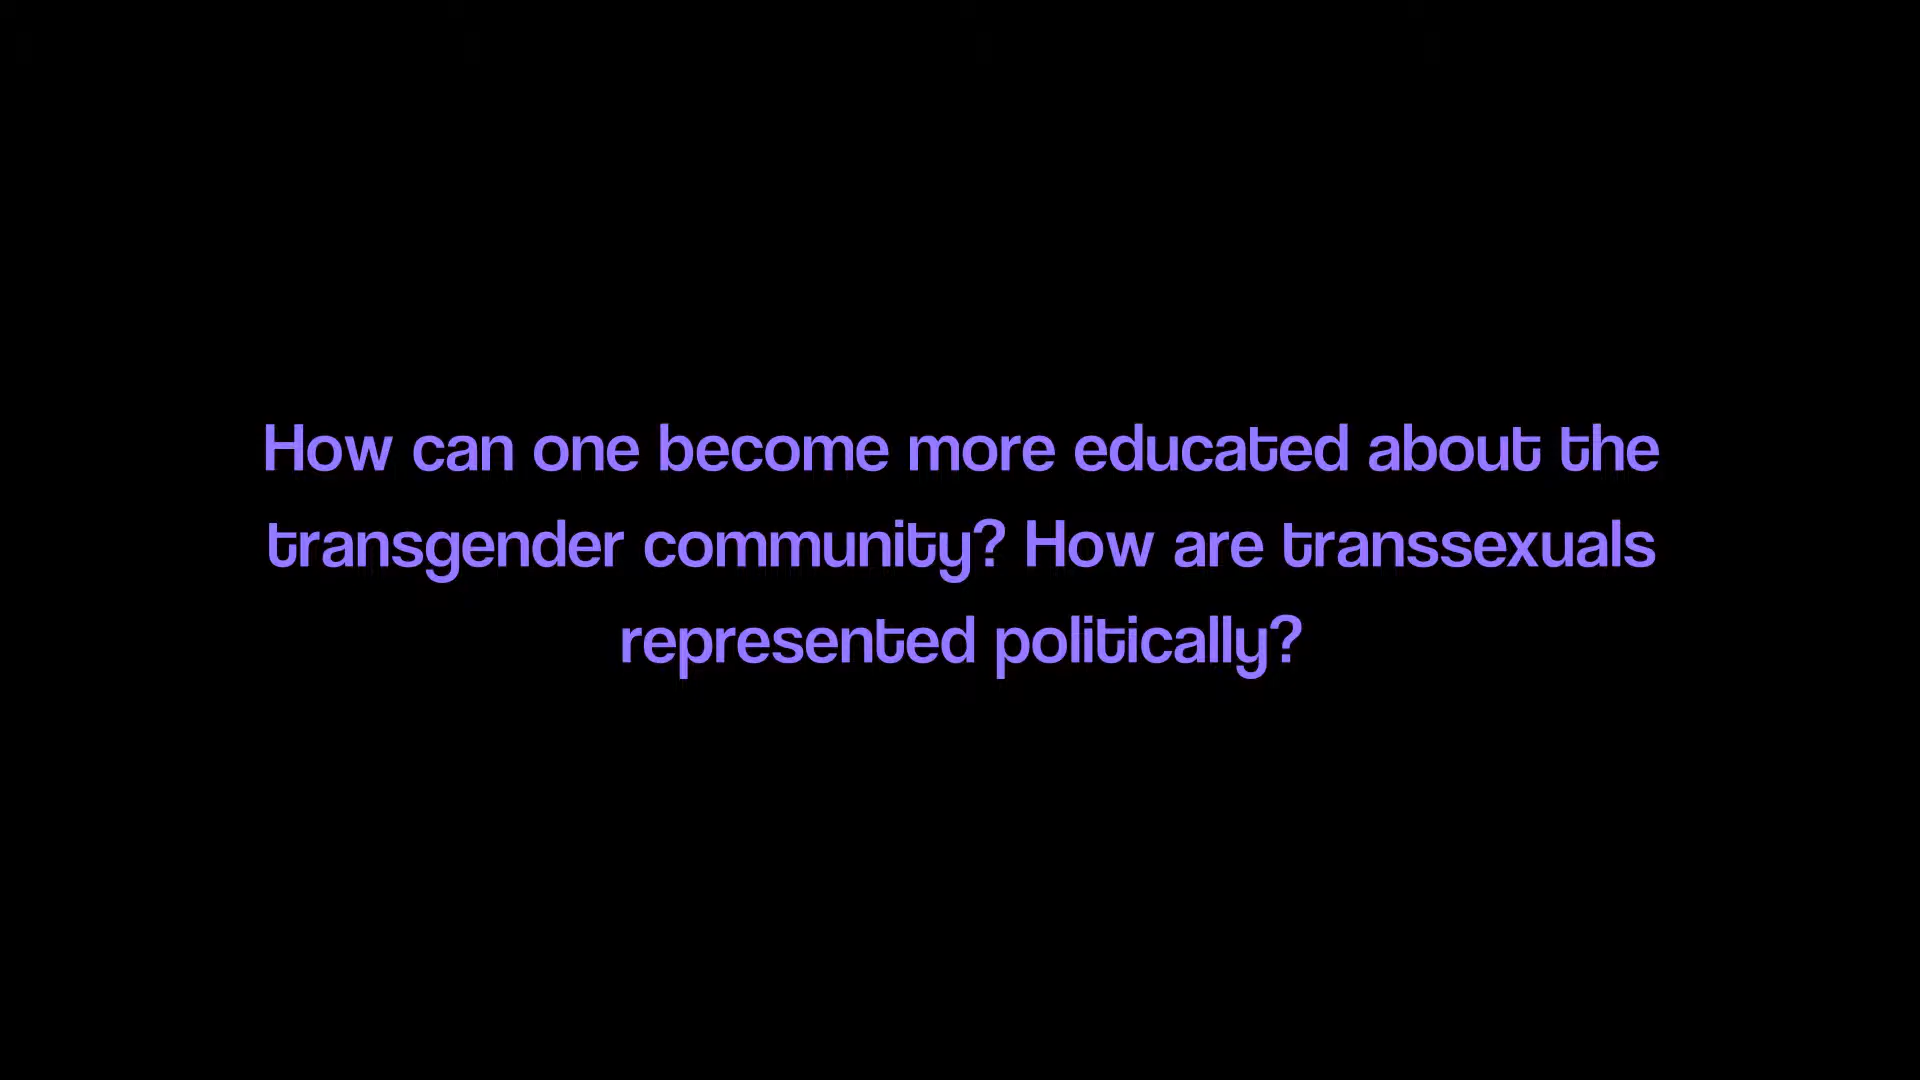 How can one become more educated about the
transgender community? How are transsexuals
represented politically?